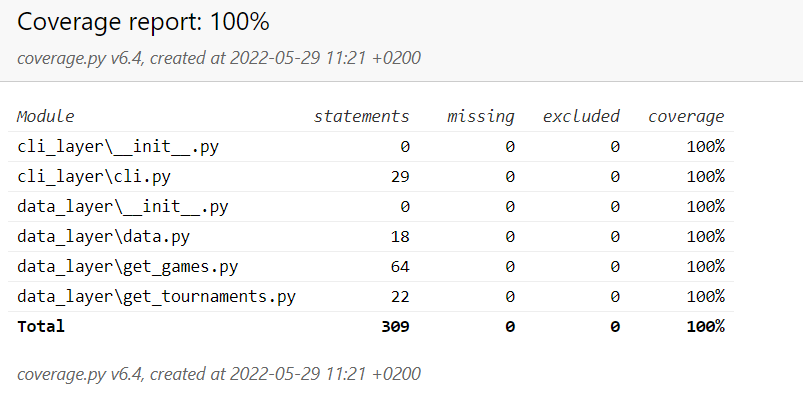 Coverage report: 100%
coverage.py v6.4, created at 2022-05-29 11:21 +0200
Module statements missing excluded coverage
cli_layer\__init__.py 0 0 0 100%
cli_layer\cli.py 29 0 0 100%
data_layer\__init__.py 0 0 0 100%
data_layer\data.py 18 0 0 100%
data_layer\get_games.py 64 0 0 100%
data_layer\get_tournaments.py 22 0 0 100%
Total 309 0 0 100%
coverage.py v6.4, created at 2022-05-29 11:21 +0200